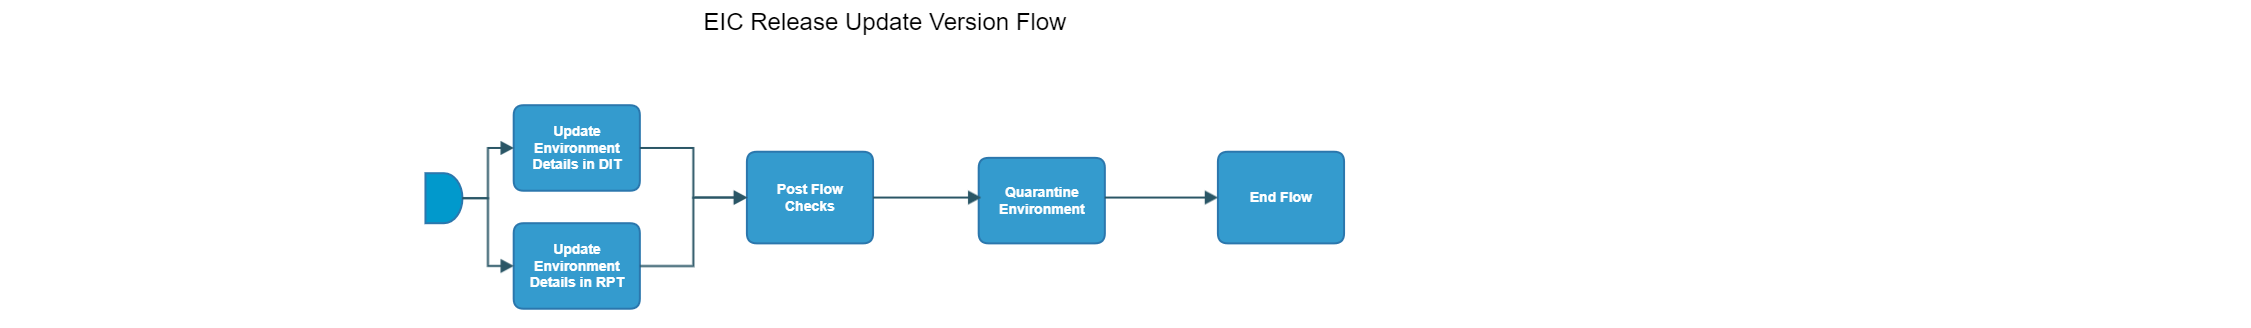 EIC Release Update Version Flow
Update
Environment
Details in DIT
Update
Environment
Details in RPT
Post Flow
Checks
Quarantine
Environment
End Flow